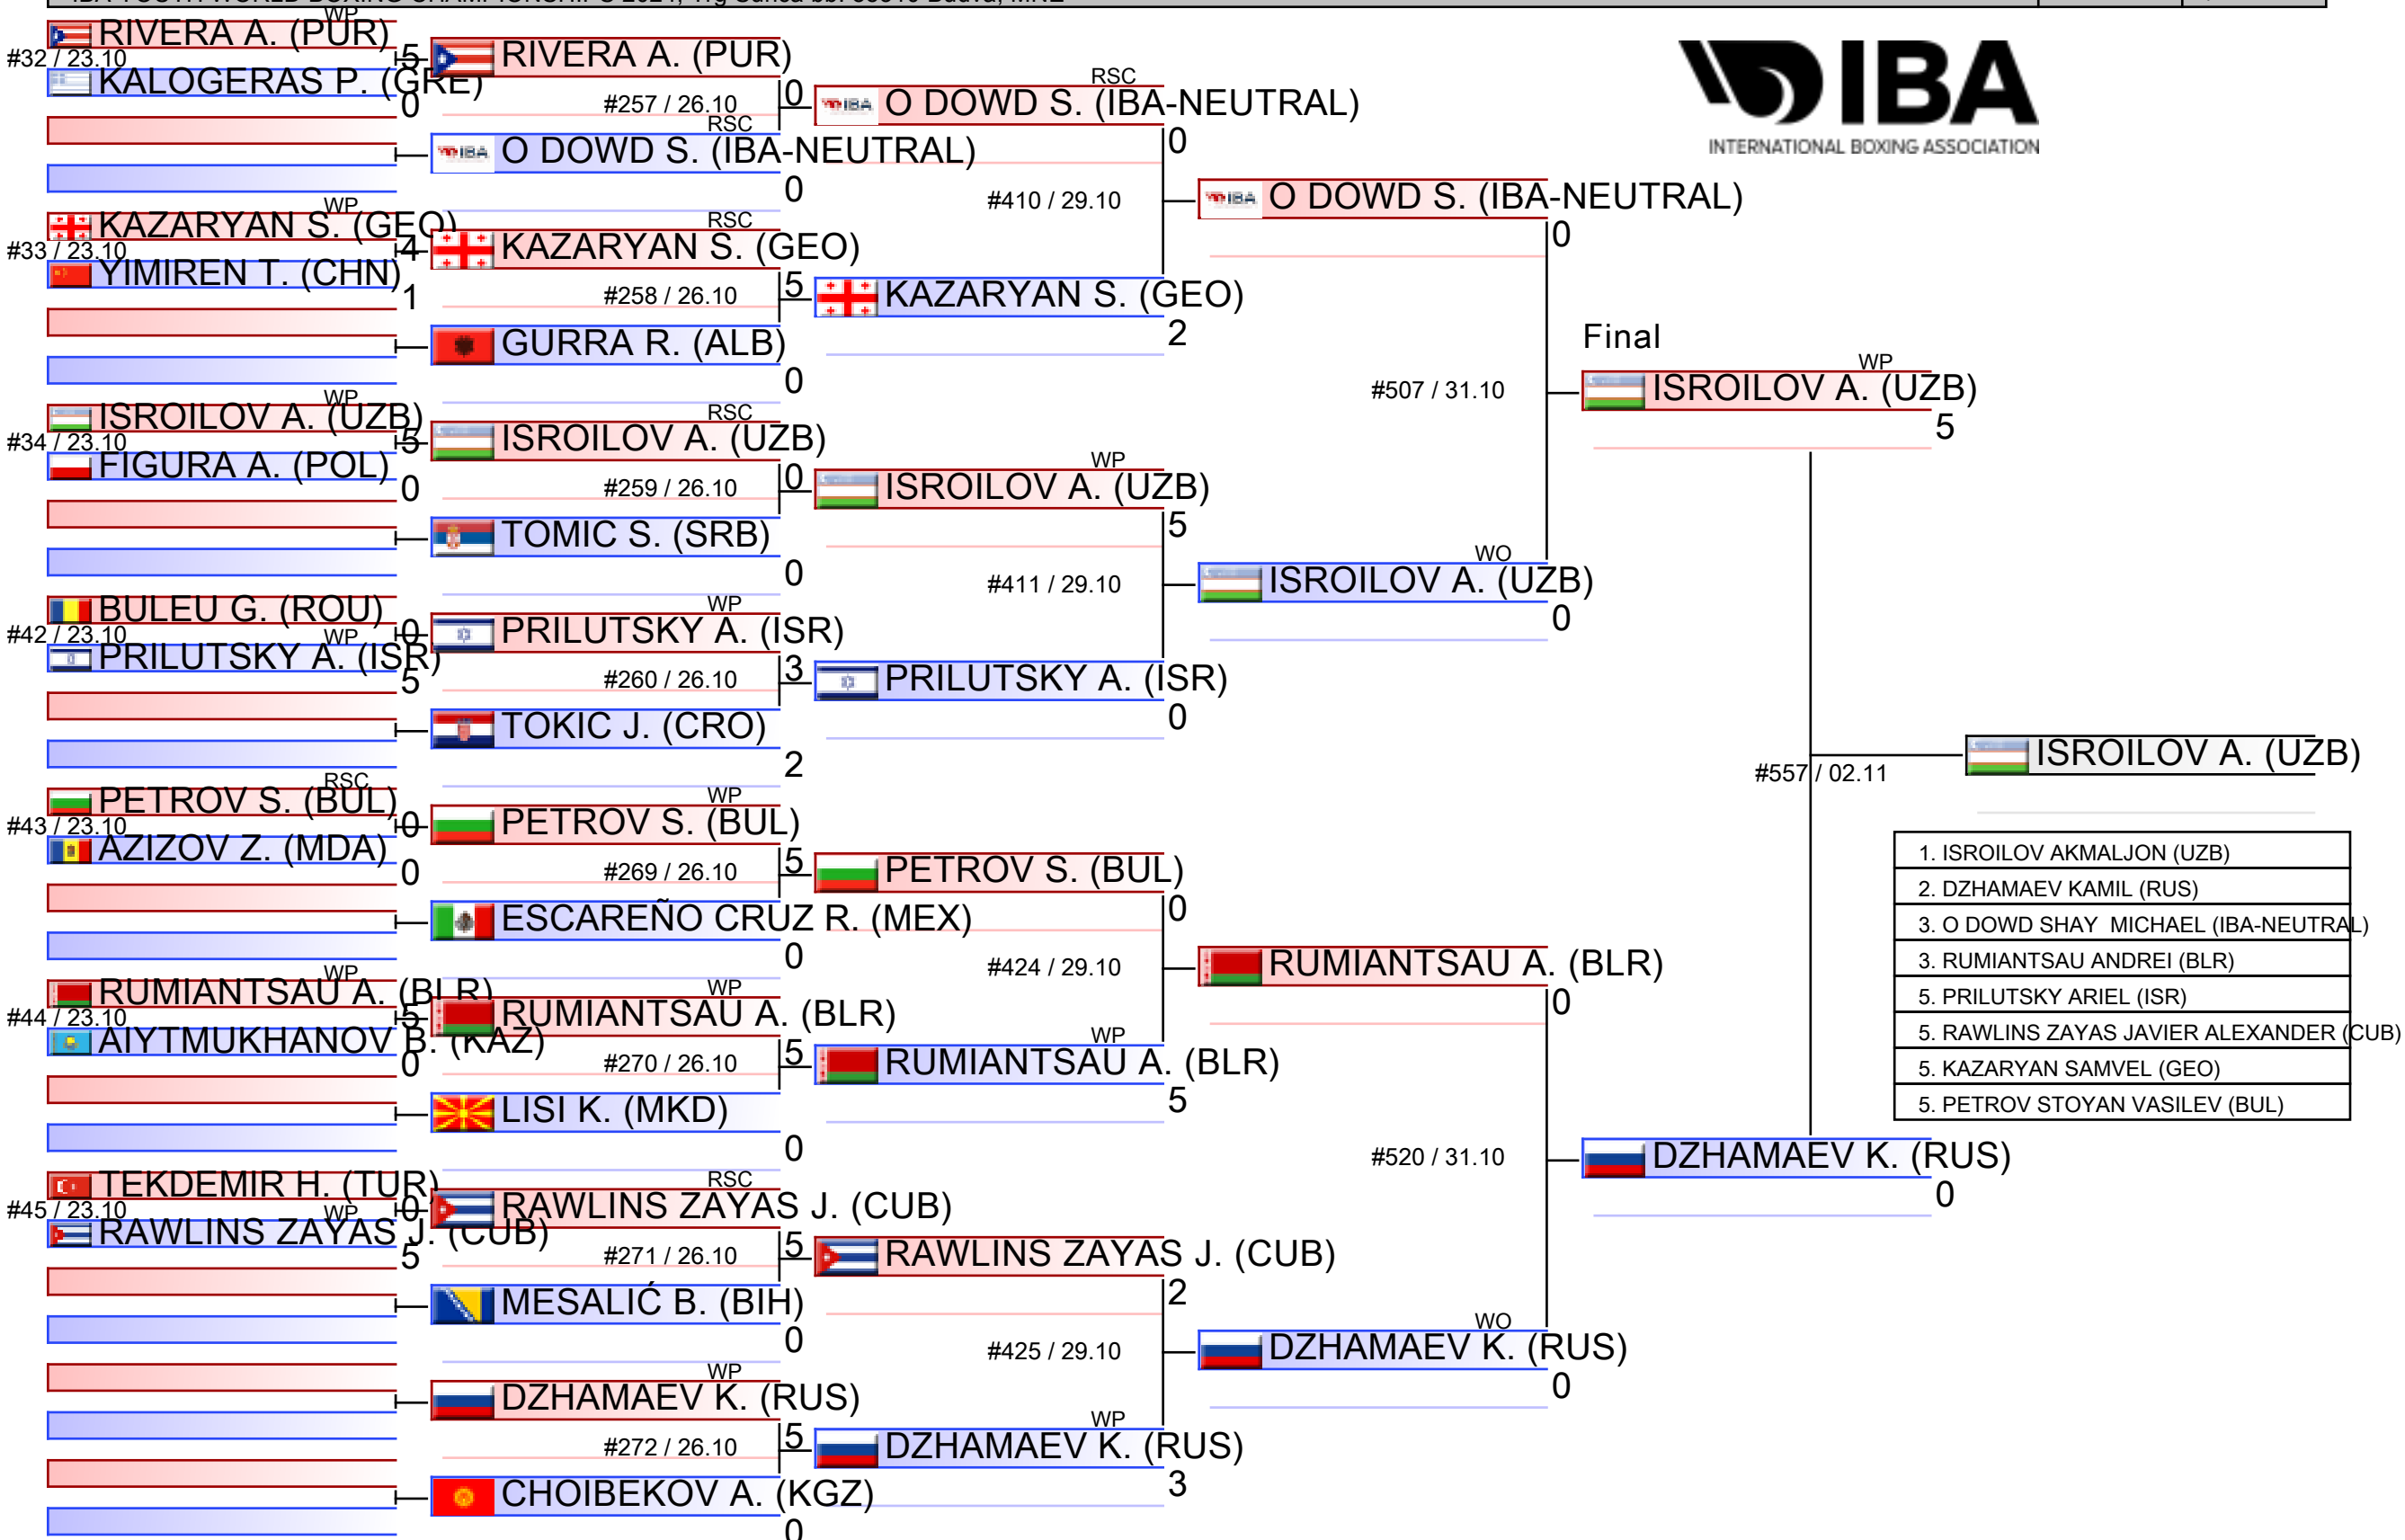 WP
RIVERA A. (PUR)
5
#32 / 23.10
KALOGERAS P. (GRE)
0
WP
KAZARYAN S. (GEO)
4
#33 / 23.10
YIMIREN T. (CHN)
1
WP
ISROILOV A. (UZB)
5
#34 / 23.10
FIGURA A. (POL)
0
BULEU G. (ROU)
0
#42 / 23.10
WP
PRILUTSKY A. (ISR)
5
RSC
PETROV S. (BUL)
0
#43 / 23.10
AZIZOV Z. (MDA)
0
WP
RUMIANTSAU A. (BLR)
5
#44 / 23.10
AIYTMUKHANOV B. (KAZ)
0
TEKDEMIR H. (TUR)
0
#45 / 23.10
WP
RAWLINS ZAYAS J. (CUB)
5
RIVERA A. (PUR)
0
#257 / 26.10
RSC
O DOWD S. (IBA-NEUTRAL)
0
RSC
KAZARYAN S. (GEO)
5
#258 / 26.10
GURRA R. (ALB)
0
RSC
ISROILOV A. (UZB)
0
#259 / 26.10
TOMIC S. (SRB)
0
WP
PRILUTSKY A. (ISR)
3
#260 / 26.10
TOKIC J. (CRO)
2
WP
PETROV S. (BUL)
5
#269 / 26.10
ESCAREÑO CRUZ R. (MEX)
0
WP
RUMIANTSAU A. (BLR)
5
#270 / 26.10
LISI K. (MKD)
0
RSC
RAWLINS ZAYAS J. (CUB)
5
#271 / 26.10
MESALIĆ B. (BIH)
0
WP
DZHAMAEV K. (RUS)
5
#272 / 26.10
CHOIBEKOV A. (KGZ)
0
RSC
IBA O DOWD S. (IBA-NEUTRAL)
0
#410 / 29.10
KAZARYAN S. (GEO)
2
WP
ISROILOV A. (UZB)
5
#411 / 29.10
PRILUTSKY A. (ISR)
0
PETROV S. (BUL)
0
#424 / 29.10
WP
RUMIANTSAU A. (BLR)
5
RAWLINS ZAYAS J. (CUB)
2
#425 / 29.10
WP
DZHAMAEV K. (RUS)
3
IBA O DOWD S. (IBA-NEUTRAL)
0
#507 / 31.10
WO
ISROILOV A. (UZB)
0
RUMIANTSAU A. (BLR)
0
#520 / 31.10
WO
DZHAMAEV K. (RUS)
0
Final
WP
ISROILOV A. (UZB)
5
#557 / 02.11
DZHAMAEV K. (RUS)
0
ISROILOV A. (UZB)
IBA
INTERNATIONAL BOXING ASSOCIATION
1. ISROILOV AKMALJON (UZB)
2. DZHAMAEV KAMIL (RUS)
3. O DOWD SHAY MICHAEL (IBA-NEUTRAL)
3. RUMIANTSAU ANDREI (BLR)
5. PRILUTSKY ARIEL (ISR)
5. RAWLINS ZAYAS JAVIER ALEXANDER (CUB)
5. KAZARYAN SAMVEL (GEO)
5. PETROV STOYAN VASILEV (BUL)